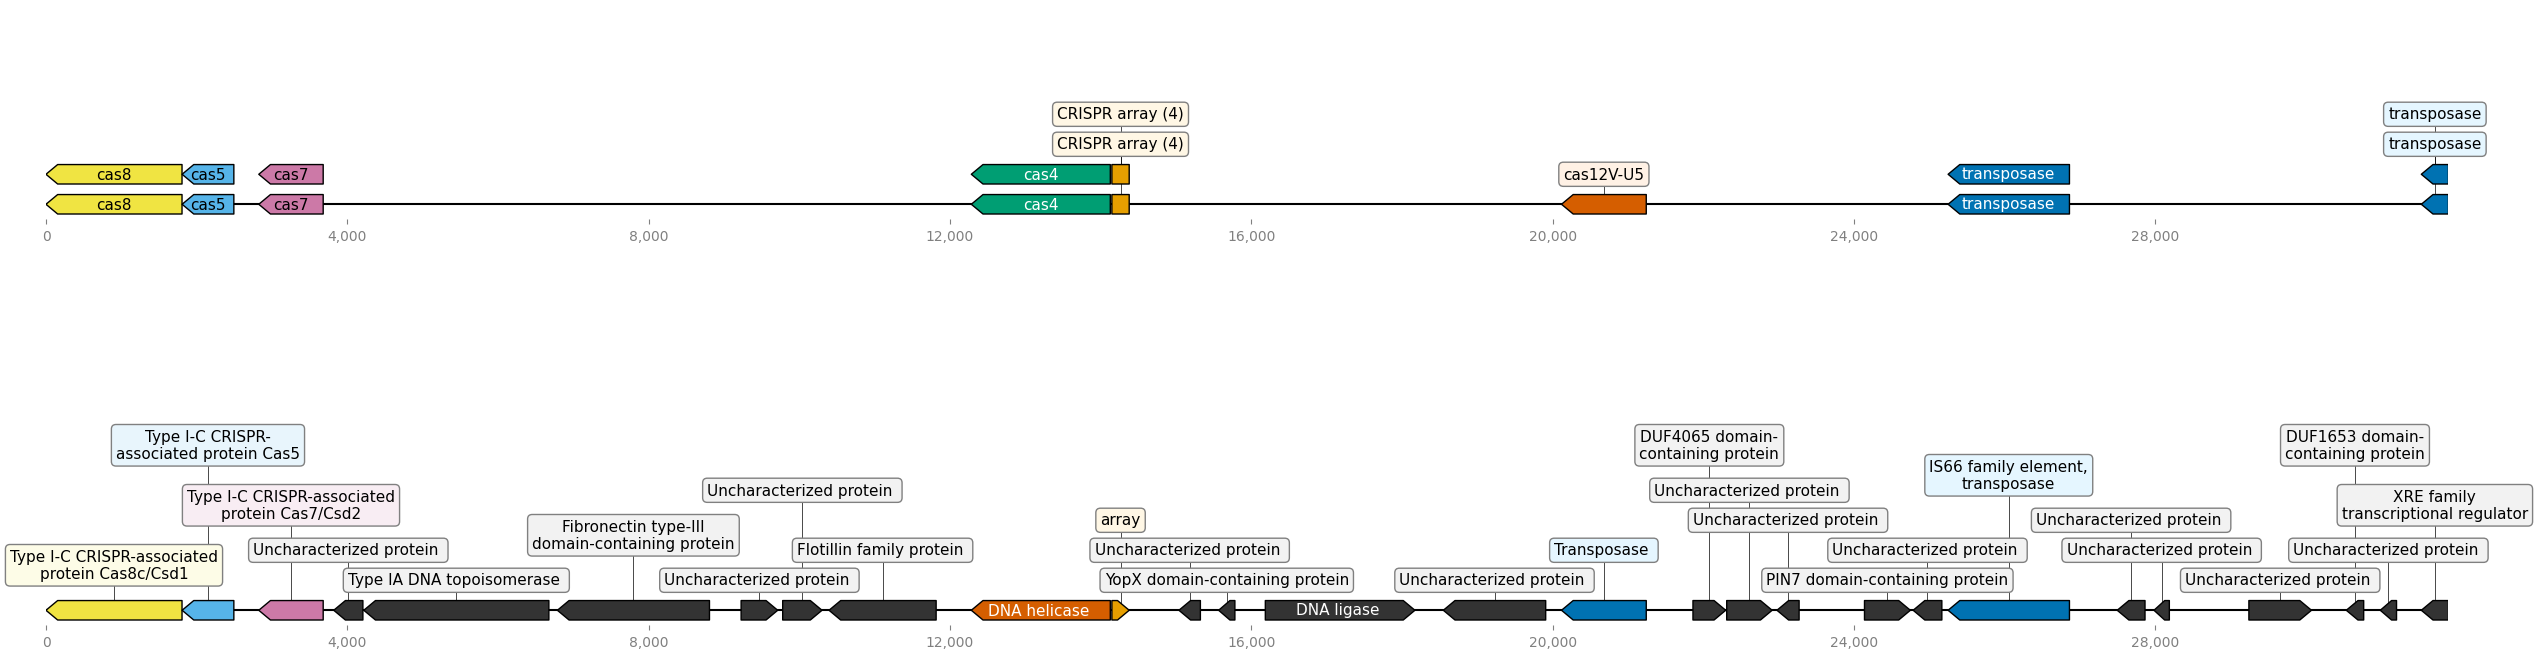 CRISPR array (4)
transposase
CRISPR array (4)
transposase
cas8
cas5
cas7
cas4
cas12V-U5
transposase
cas8
cas5
cas7
cas4
transposase
0
4,000
8,000
12,000
16,000
20,000
24,000
28,000
Type I-C CRISPR-
associated protein Cas5
DUF4065 domain-
containing protein
DUF1653 domain-
containing protein
IS66 family element,
transposase
Type I-C CRISPR-associated
protein Cas7/Csd2
Uncharacterized protein
Uncharacterized protein
XRE family
transcriptional regulator
Fibronectin type-III
domain-containing protein
array
Uncharacterized protein
Uncharacterized protein
Type I-C CRISPR-associated
protein Cas8c/Csd1
Uncharacterized protein
Flotillin family protein
Uncharacterized protein
Transposase
Uncharacterized protein
Uncharacterized protein
Uncharacterized protein
Type IA DNA topoisomerase
Uncharacterized protein
YopX domain-containing protein
Uncharacterized protein
PIN7 domain-containing protein
Uncharacterized protein
DNA helicase
DNA ligase
0
4,000
8,000
12,000
16,000
20,000
24,000
28,000